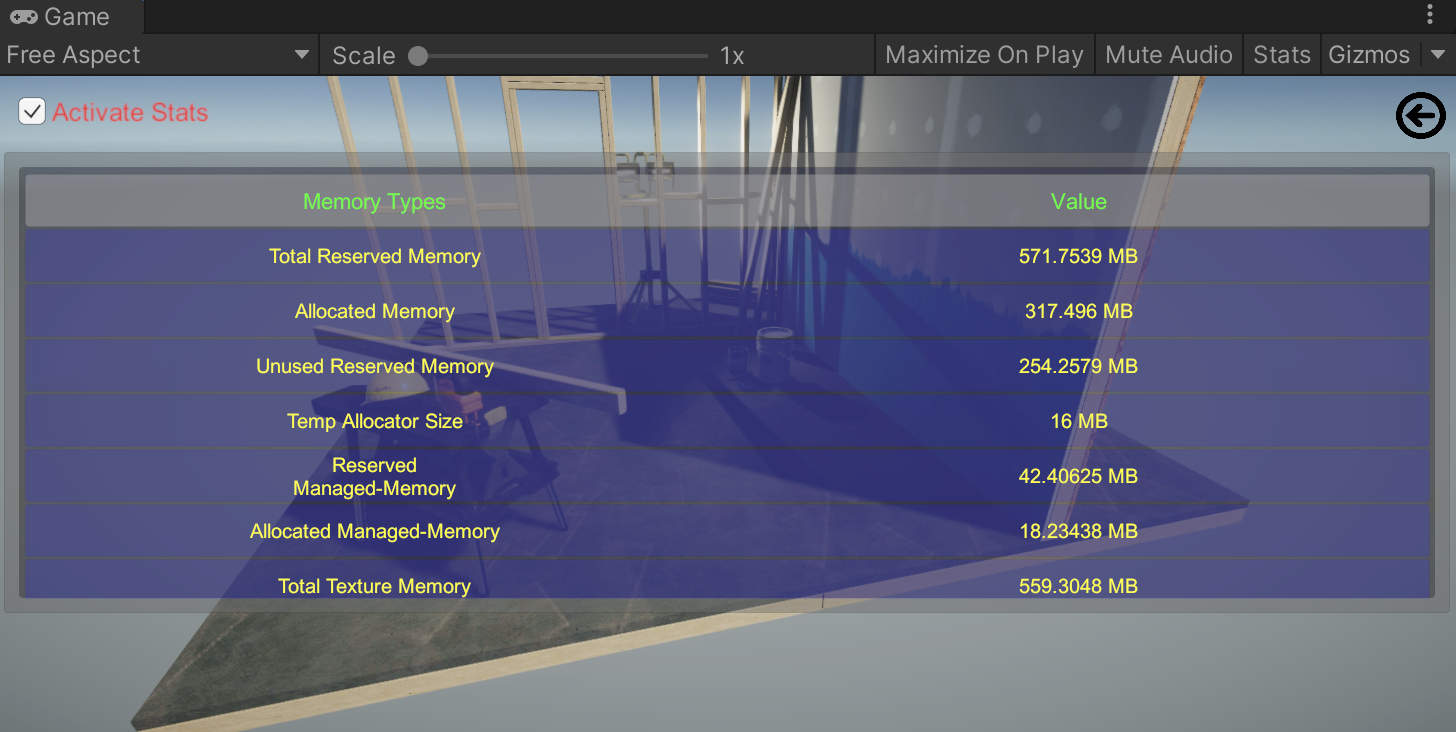 Game
Free Aspect Scale 1x Maximize On Play Mute Audio Stats Gizmos
Activate Stats
Memory Types Value
Total Reserved Memory 571.7539 MB
Allocated Memory 317.496 MB
Unused Reserved Memory 254.2579 MB
Temp Allocator Size 16 MB
Reserved
Managed-Memory 42.40625 MB
Allocated Managed-Memory 18.23438 MB
Total Texture Memory 559.3048 MB